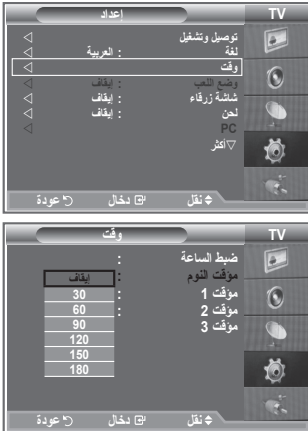 TV إعداد
توصيل وتشغيل
لغة : العربية
وقت
وضع اللعب : إيقاف
شاشة زرقاء : إيقاف
لحن : إيقاف
PC
أكثر
نقل دخال عودة
TV وقت
ضبط الساعة :
مؤقت النوم : إيقاف
مؤقت 1 : 30
مؤقت 2 : 60
مؤقت 3 90
120
150
180
نقل دخال عودة